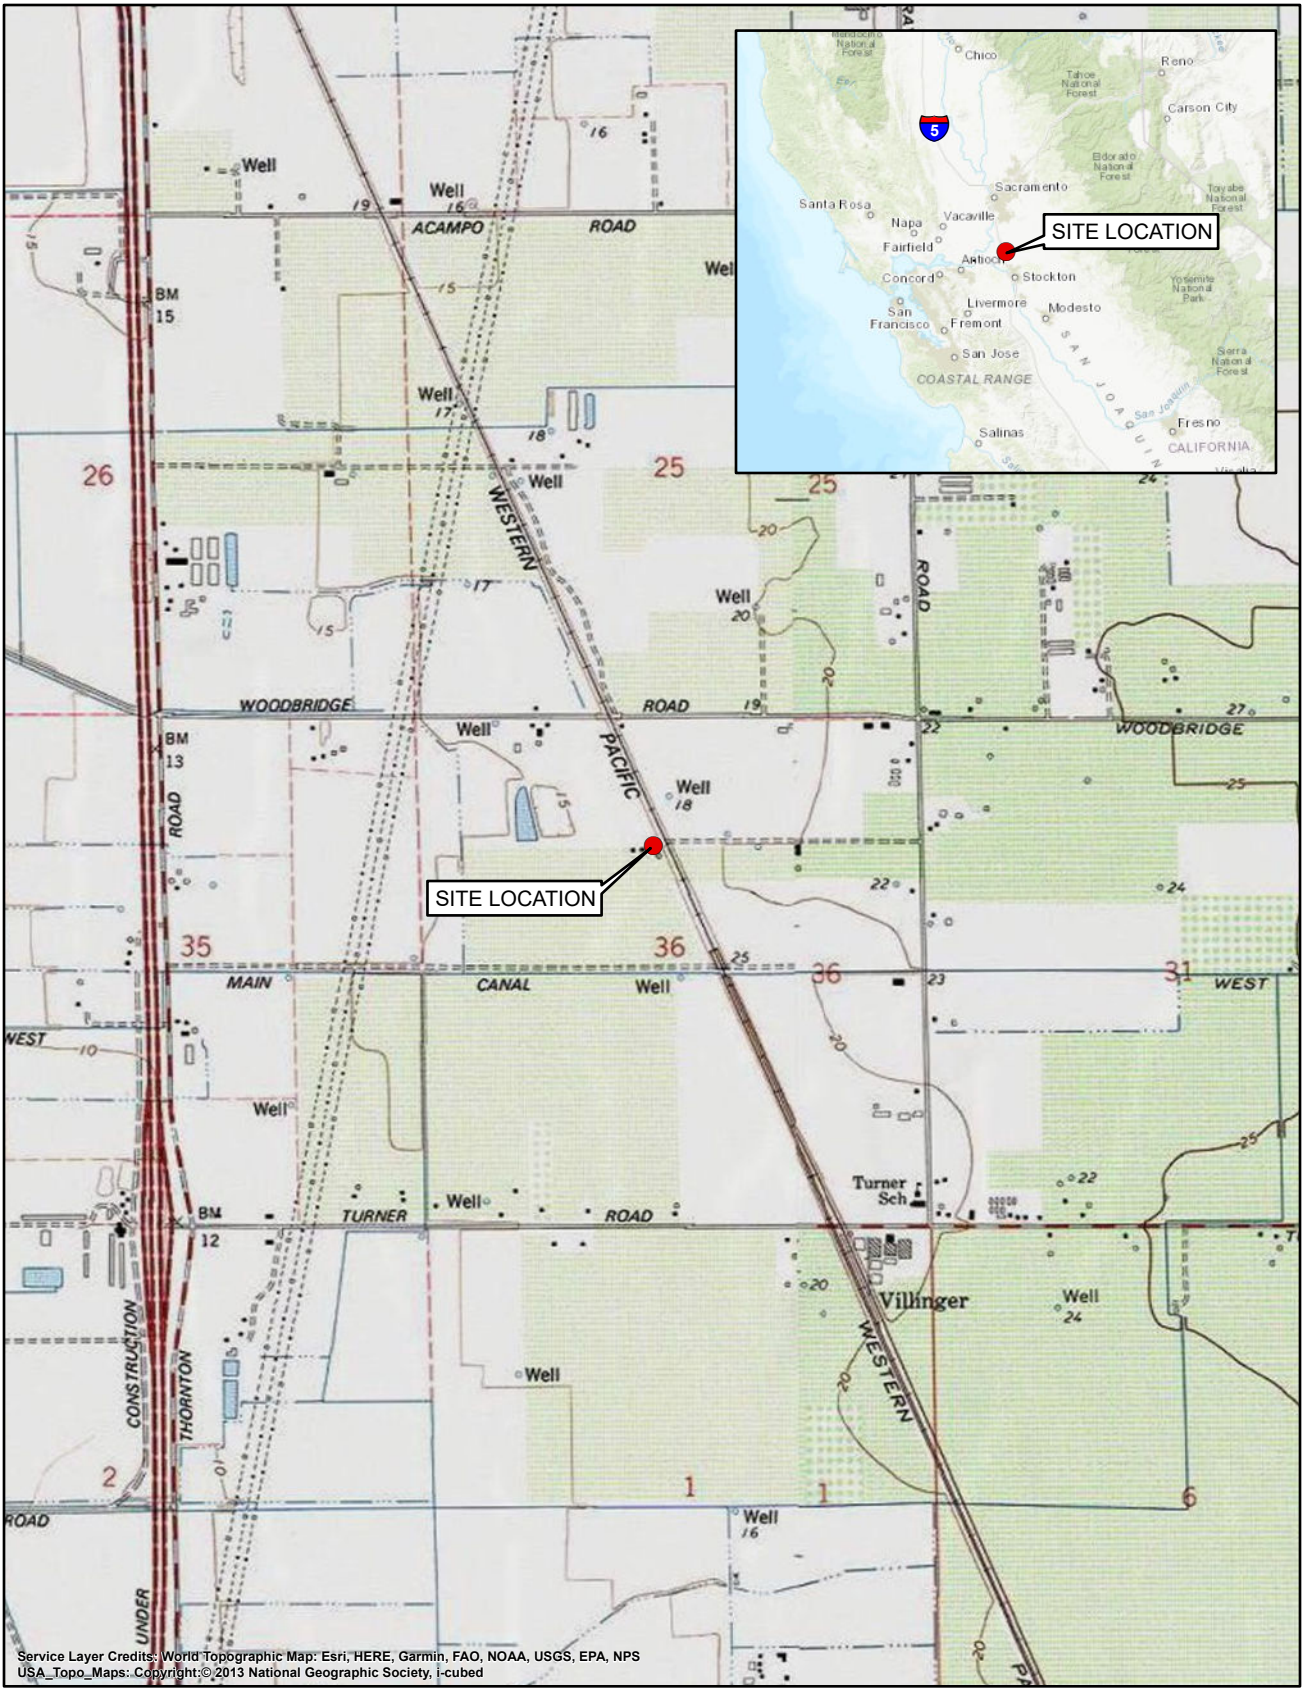 Mendocino
National
Forest
Chico
Reno
Tahoe
National
Forest
Carson City
5
Eldorado
National
Forest
Sacramento
Toiyabe
National
Forest
Santa Rosa
Napa
Vacaville
SITE LOCATION
Fairfield
Antioch
Concord
Stockton
Yosemite
National
Park
Livermore
Modesto
San
Francisco
Fremont
San Jose
Sierra
National
Forest
COASTAL RANGE
SAN JOAQUIN
San Joaquin
Fresno
Salinas
CALIFORNIA
16
Well
Well
16
19
ACAMPO
ROAD
15
15
BM
15
Well
17
18
Well
26
25
25
24
WESTERN
20
ROAD
17
15
Well
20
20
WOODBRIDGE
ROAD
19
27
22
WOODBRIDGE
Well
BM
13
PACIFIC
15
Well
18
25
ROAD
SITE LOCATION
22
24
35
36
25
36
31
MAIN
CANAL
Well
23
WEST
WEST
10
20
Well
25
22
Turner
Sch
Well
BM
12
TURNER
ROAD
20
Villinger
Well
24
CONSTRUCTION
THORNTON
WESTERN
Well
20
10
2
1
1
6
ROAD
Well
16
UNDER
20
Service Layer Credits: World Topographic Map: Esri, HERE, Garmin, FAO, NOAA, USGS, EPA, NPS
USA_Topo_Maps: Copyright:© 2013 National Geographic Society, i-cubed